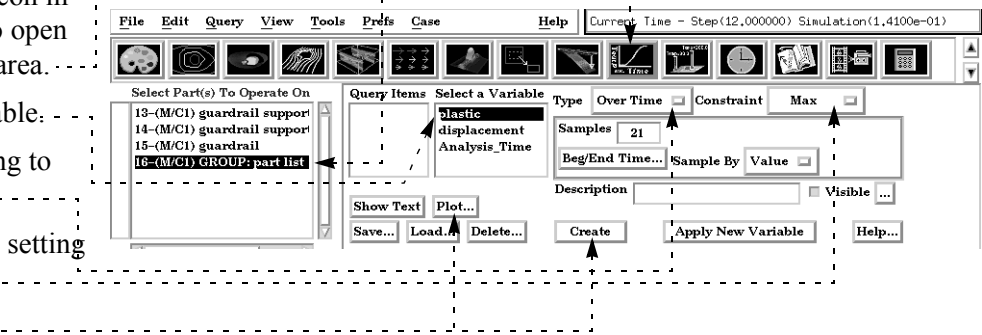 con in
o open
area.
able.
ng to
setting
File Edit Query View Tools Prefs Case Help
Current Time - Step(12.000000) Simulation(1.4100e-01)
Select Part(s) To Operate On
13-(M/C1) guardrail support
14-(M/C1) guardrail support
15-(M/C1) guardrail
16-(M/C1) GROUP: part list
Query Items
Select a Variable
plastic
displacement
Analysis_Time
Type Over Time Constraint Max
Samples 21
Beg/End Time... Sample By Value
Description Visible ...
Show Text Plot...
Save... Load... Delete... Create Apply New Variable Help...